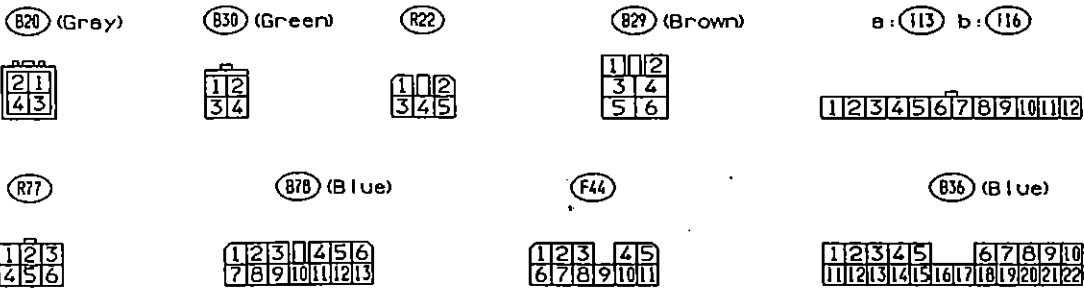 B20 (Gray) B30 (Green) R22 B29 (Brown) a:i13 b:i16
2 1 1 2 1 2 1 2
4 3 3 4 3 4 5 3 4
5 6
1 2 3 4 5 6 7 8 9 10 11 12
R77 B78 (Blue) F44 B36 (Blue)
1 2 3 1 2 3 4 5 6 1 2 3 4 5 1 2 3 4 5 6 7 8 9 10
4 5 6 7 8 9 10 11 12 13 6 7 8 9 10 11 11 12 13 14 15 16 17 18 19 20 21 22